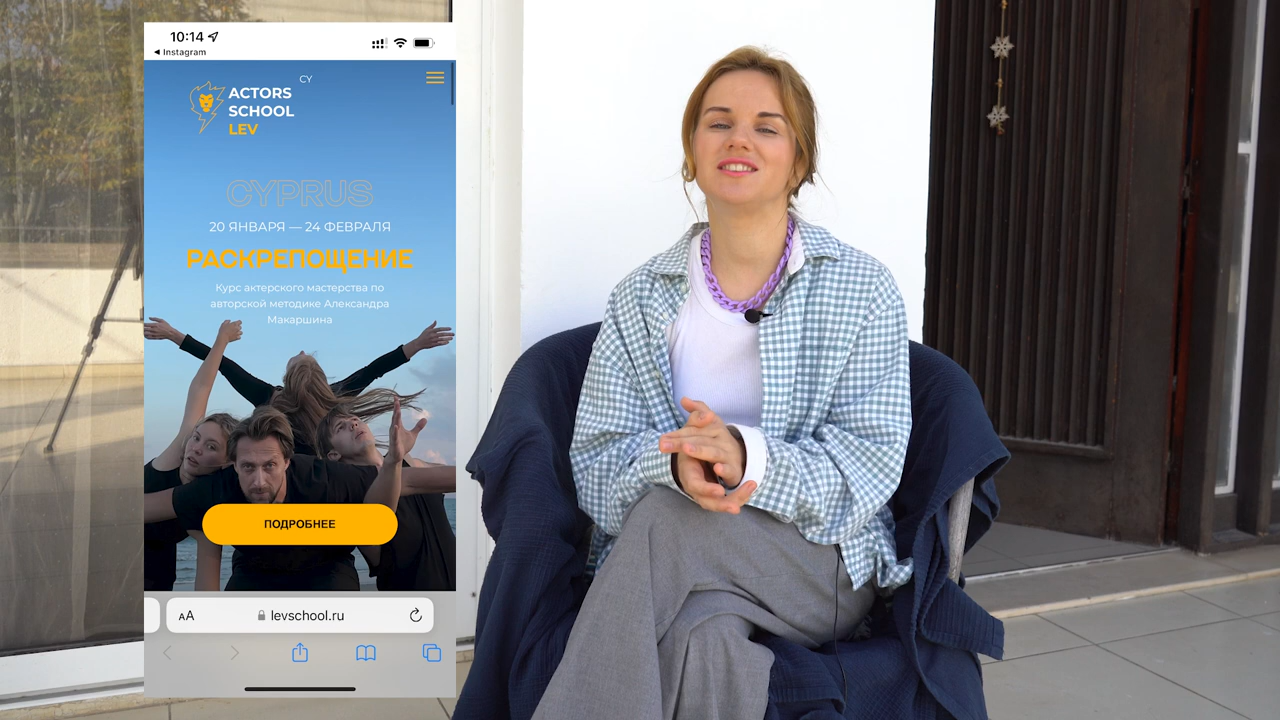 10:14
◀ Instagram
CY
ACTORS
SCHOOL
LEV
CYPRUS
20 ЯНВАРЯ — 24 ФЕВРАЛЯ
РАСКРЕПОЩЕНИЕ
Курс актерского мастерства по
авторской методике Александра
Макаршина
ПОДРОБНЕЕ
AA
levschool.ru